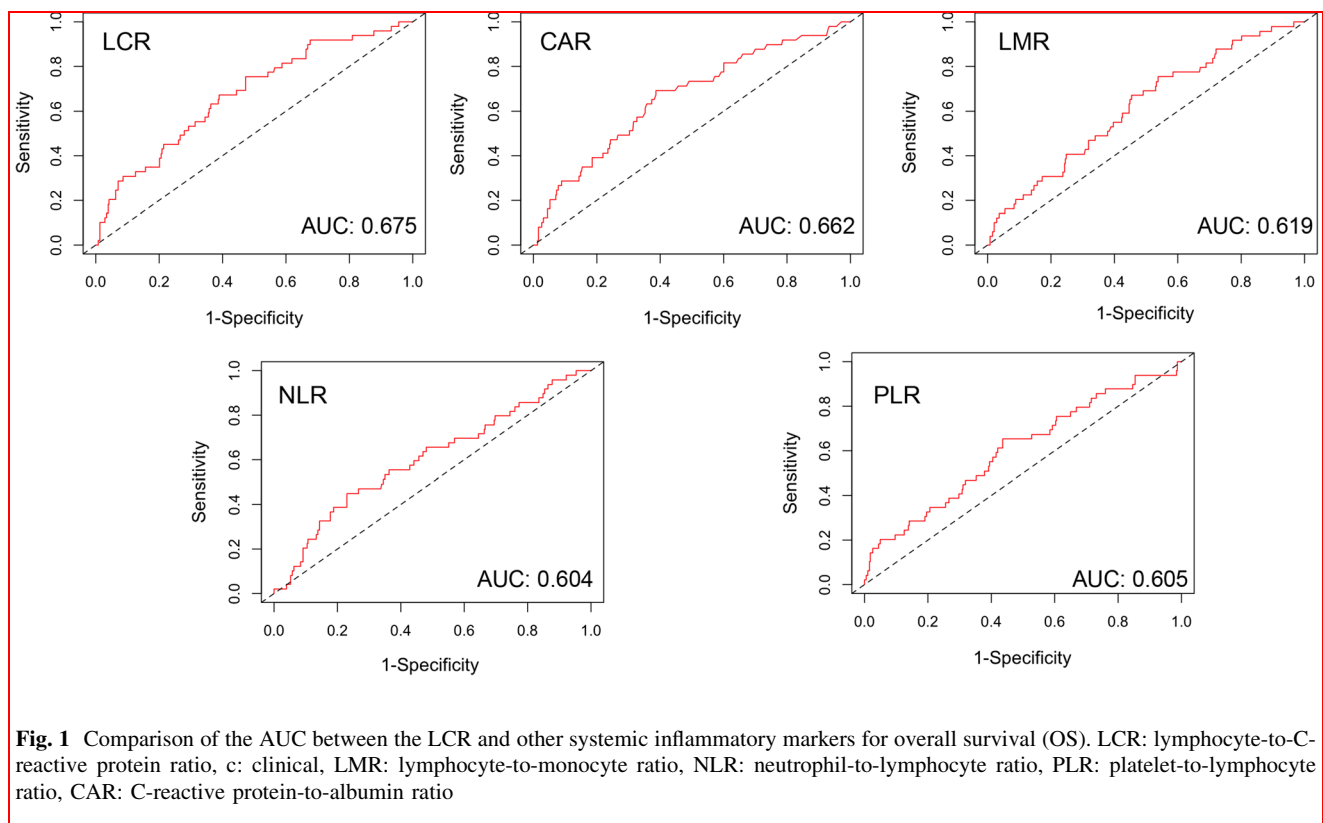 LCR
Sensitivity
0.0 0.2 0.4 0.6 0.8 1.0
AUC: 0.675
0.0 0.2 0.4 0.6 0.8 1.0
1-Specificity
CAR
Sensitivity
0.0 0.2 0.4 0.6 0.8 1.0
AUC: 0.662
0.0 0.2 0.4 0.6 0.8 1.0
1-Specificity
LMR
Sensitivity
0.0 0.2 0.4 0.6 0.8 1.0
AUC: 0.619
0.0 0.2 0.4 0.6 0.8 1.0
1-Specificity
NLR
Sensitivity
0.0 0.2 0.4 0.6 0.8 1.0
AUC: 0.604
0.0 0.2 0.4 0.6 0.8 1.0
1-Specificity
PLR
Sensitivity
0.0 0.2 0.4 0.6 0.8 1.0
AUC: 0.605
0.0 0.2 0.4 0.6 0.8 1.0
1-Specificity
Fig. 1 Comparison of the AUC between the LCR and other systemic inflammatory markers for overall survival (OS). LCR: lymphocyte-to-C-
reactive protein ratio, c: clinical, LMR: lymphocyte-to-monocyte ratio, NLR: neutrophil-to-lymphocyte ratio, PLR: platelet-to-lymphocyte
ratio, CAR: C-reactive protein-to-albumin ratio